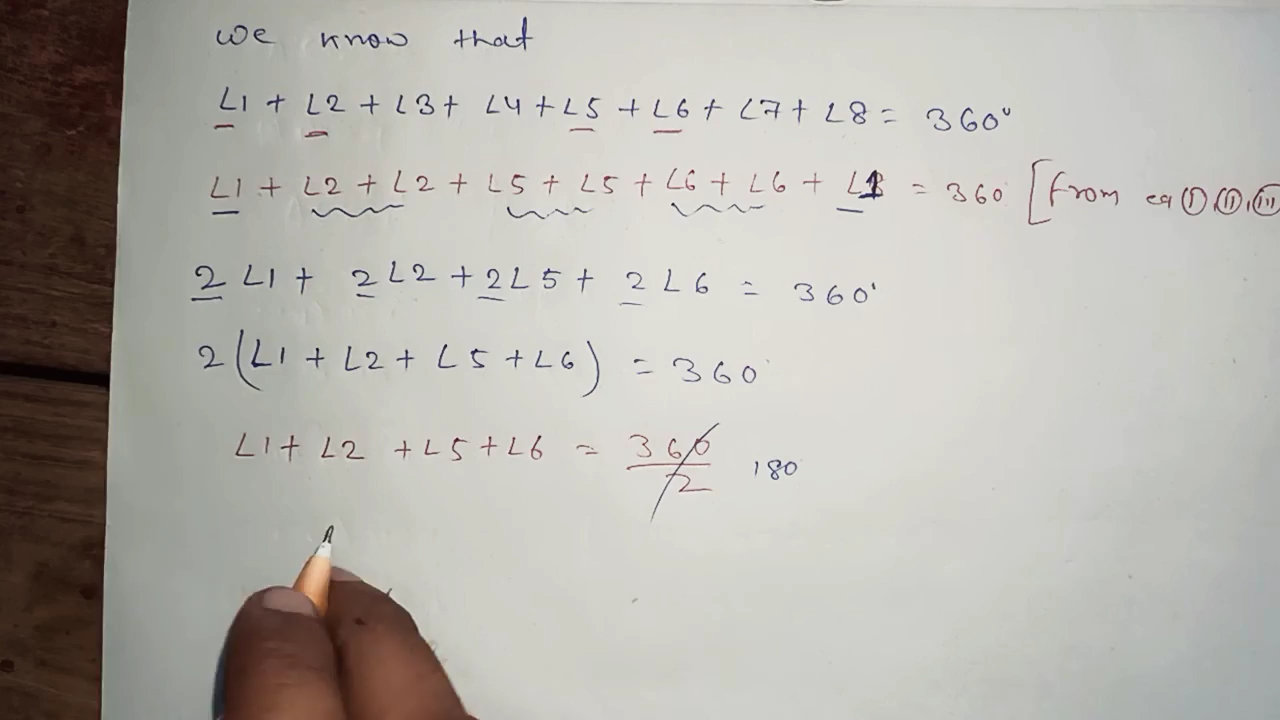 we know that
∠1 + ∠2 + ∠3 + ∠4 + ∠5 + ∠6 + ∠7 + ∠8 = 360°
∠1 + ∠2 + ∠2 + ∠5 + ∠5 + ∠6 + ∠6 + ∠1 = 360 [from eq (I), (II), (III)
2∠1 + 2∠2 + 2∠5 + 2∠6 = 360°
2(∠1 + ∠2 + ∠5 + ∠6) = 360°
∠1 + ∠2 + ∠5 + ∠6 = 360/2 180